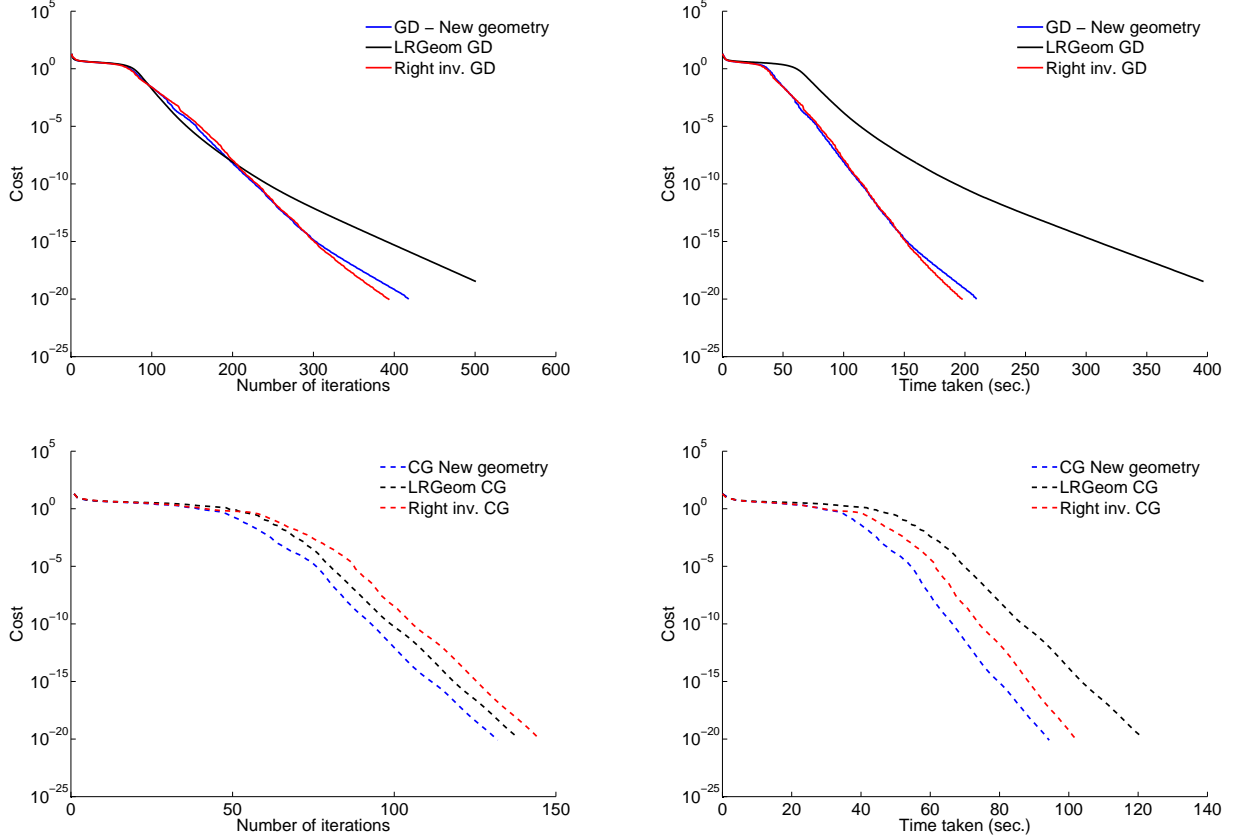 GD − New geometry
LRGeom GD
Right inv. GD
10^5
10^0
10^−5
10^−10
10^−15
10^−20
10^−25
Cost
0 100 200 300 400 500 600
Number of iterations
GD − New geometry
LRGeom GD
Right inv. GD
10^5
10^0
10^−5
10^−10
10^−15
10^−20
10^−25
Cost
0 50 100 150 200 250 300 350 400
Time taken (sec.)
CG New geometry
LRGeom CG
Right inv. CG
10^5
10^0
10^−5
10^−10
10^−15
10^−20
10^−25
Cost
0 50 100 150
Number of iterations
CG New geometry
LRGeom CG
Right inv. CG
10^5
10^0
10^−5
10^−10
10^−15
10^−20
10^−25
Cost
0 20 40 60 80 100 120 140
Time taken (sec.)